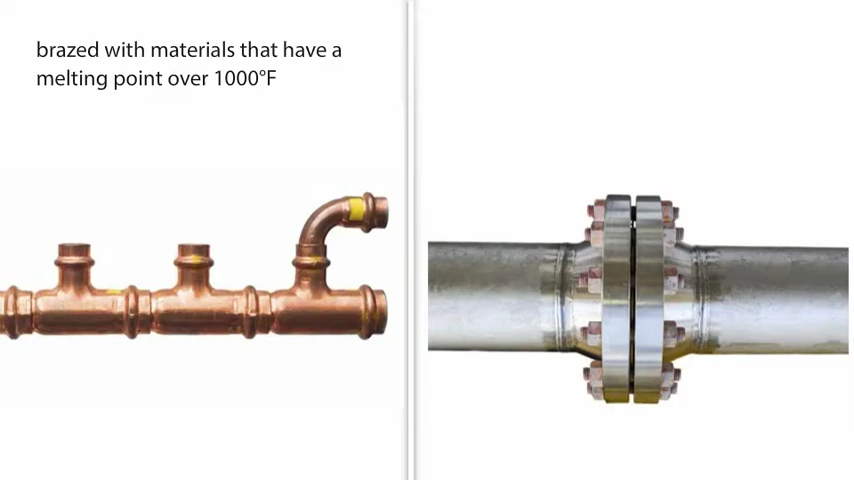 brazed with materials that have a
melting point over 1000°F